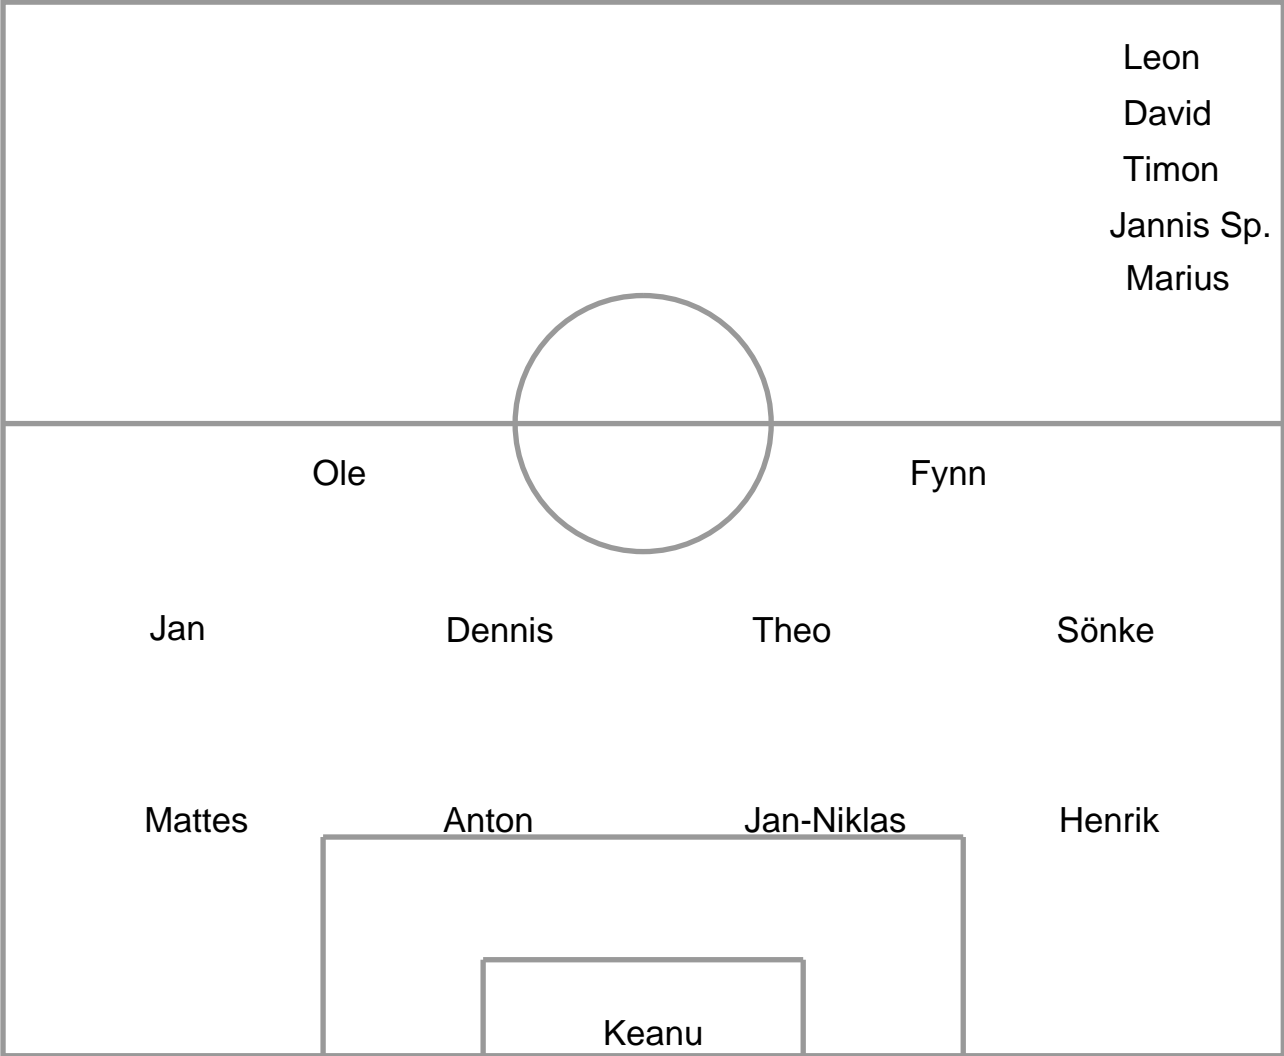 Leon
David
Timon
Jannis Sp.
Marius
Ole Fynn
Jan Dennis Theo Sönke
Mattes Anton Jan-Niklas Henrik
Keanu